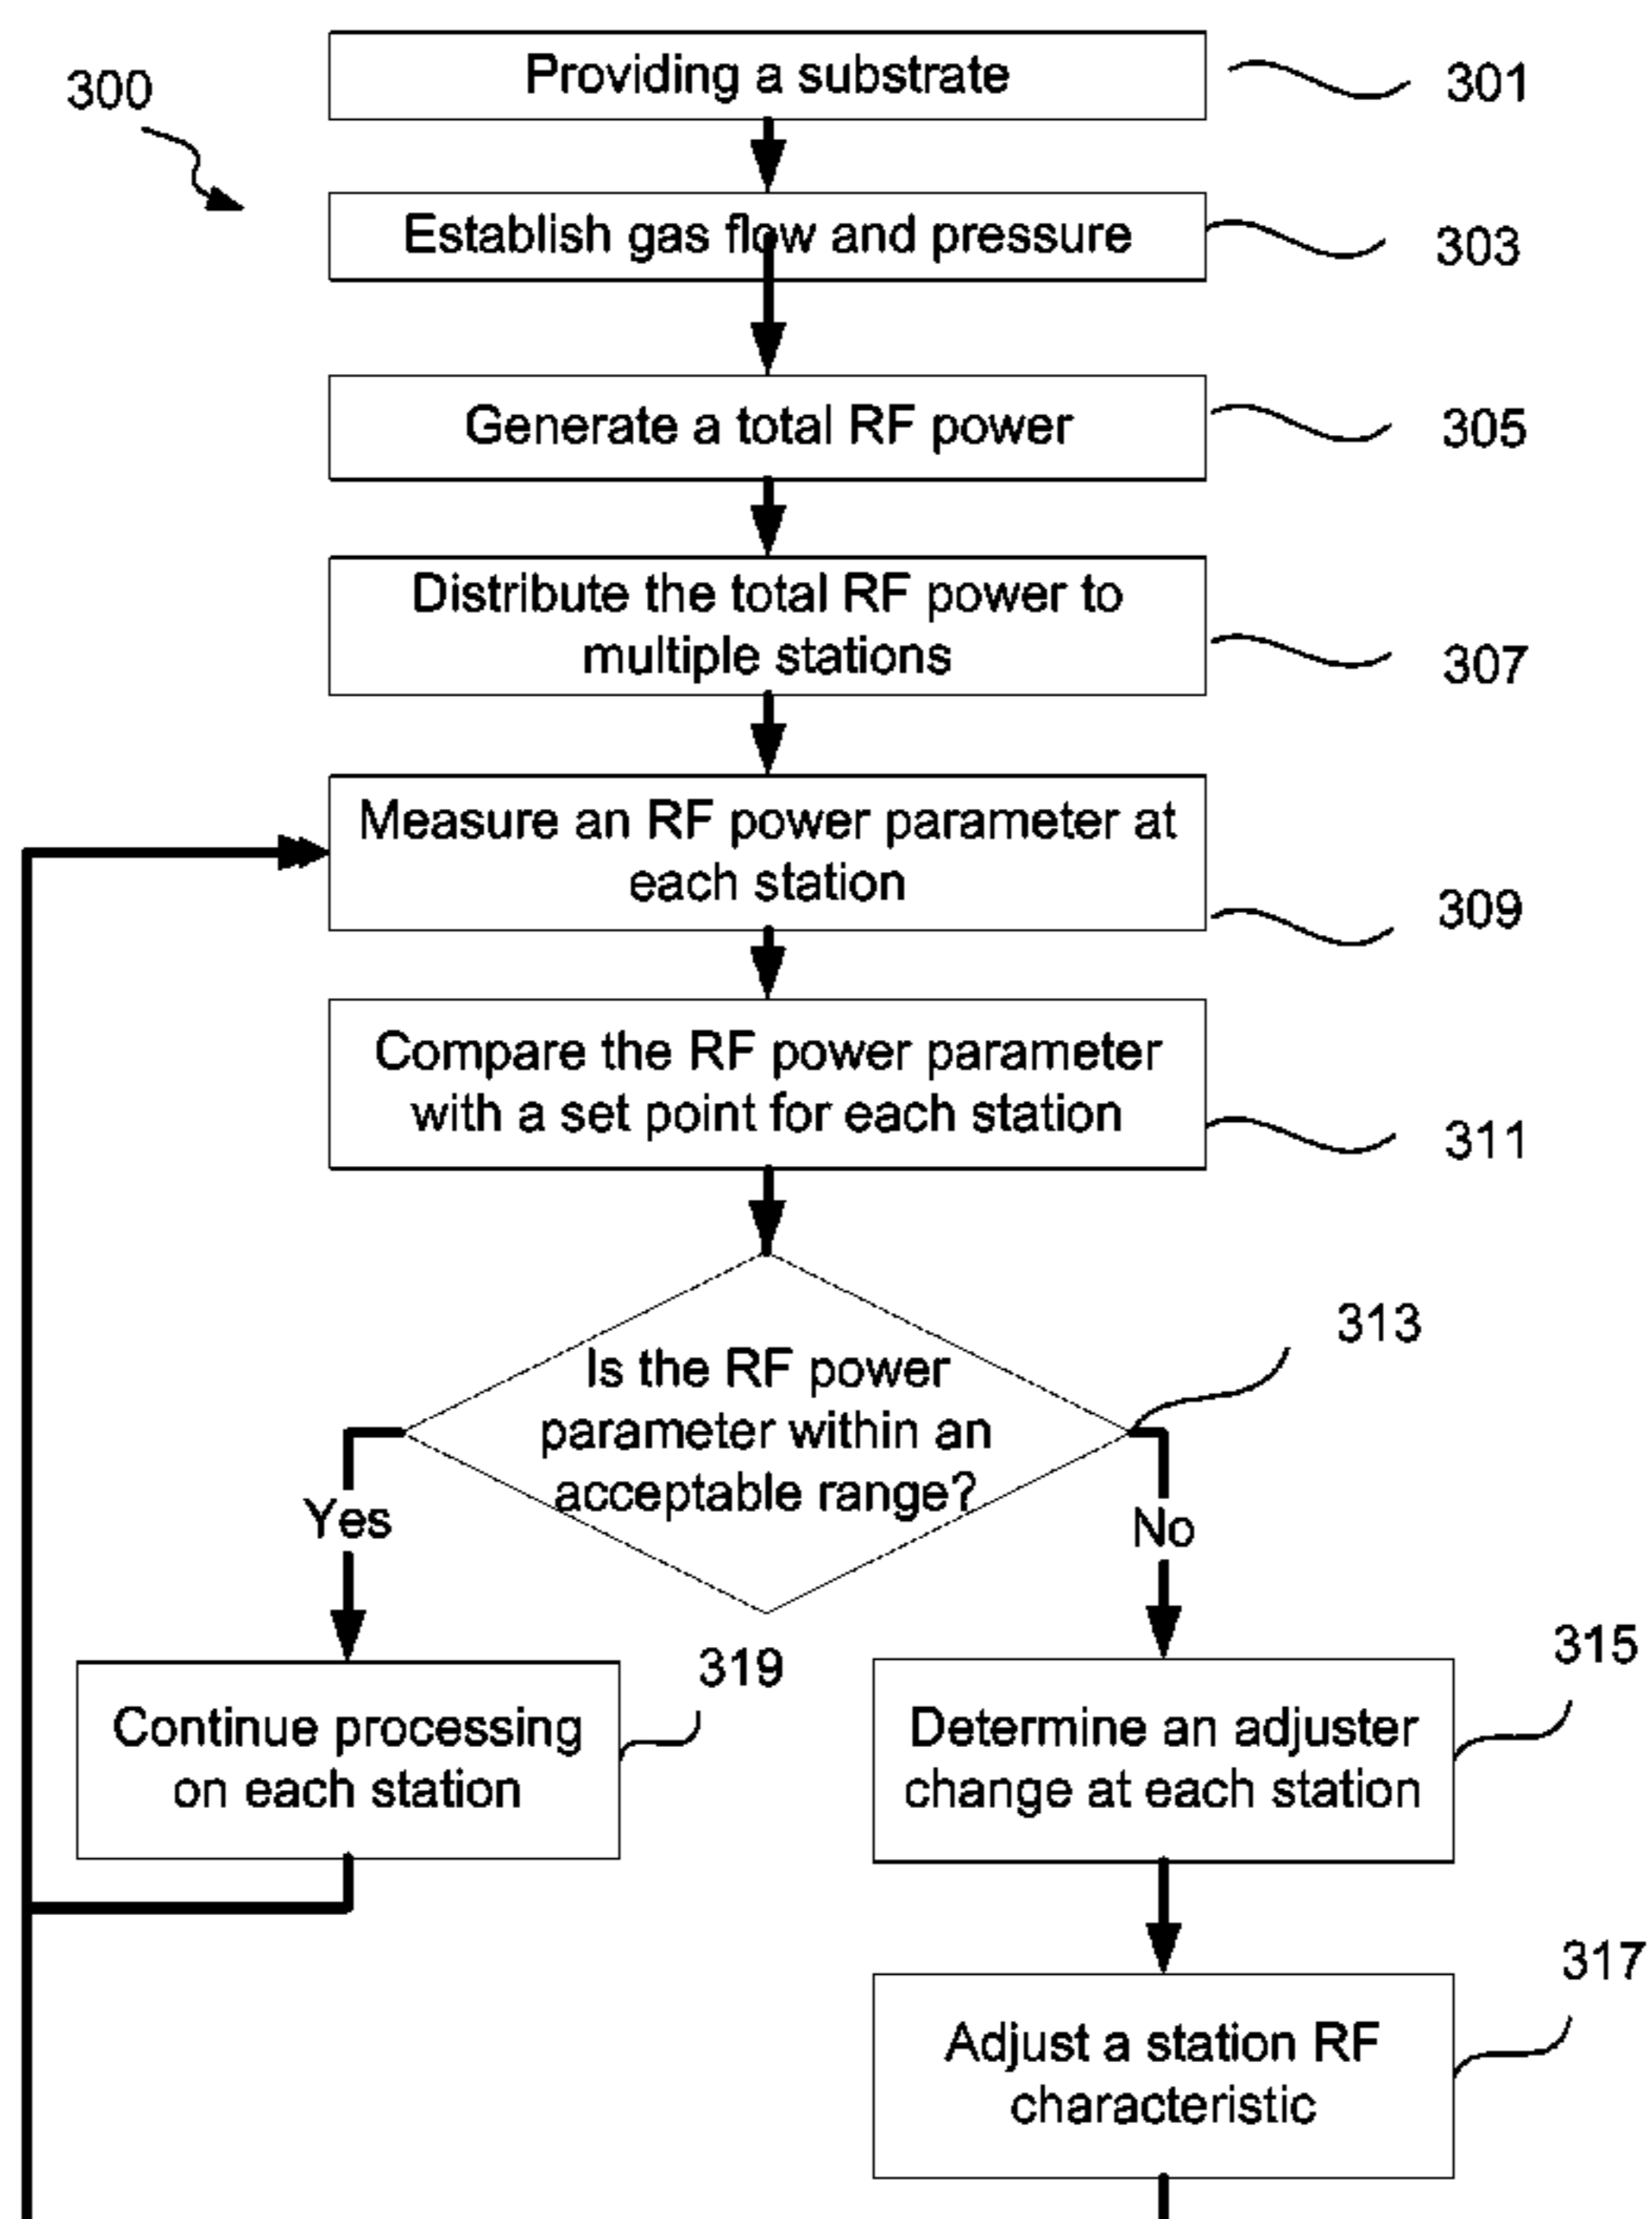 300
Providing a substrate
301
Establish gas flow and pressure
303
Generate a total RF power
305
Distribute the total RF power to
multiple stations
307
Measure an RF power parameter at
each station
309
Compare the RF power parameter
with a set point for each station
311
313
Is the RF power
parameter within an
acceptable range?
Yes
No
319
Continue processing
on each station
315
Determine an adjuster
change at each station
317
Adjust a station RF
characteristic